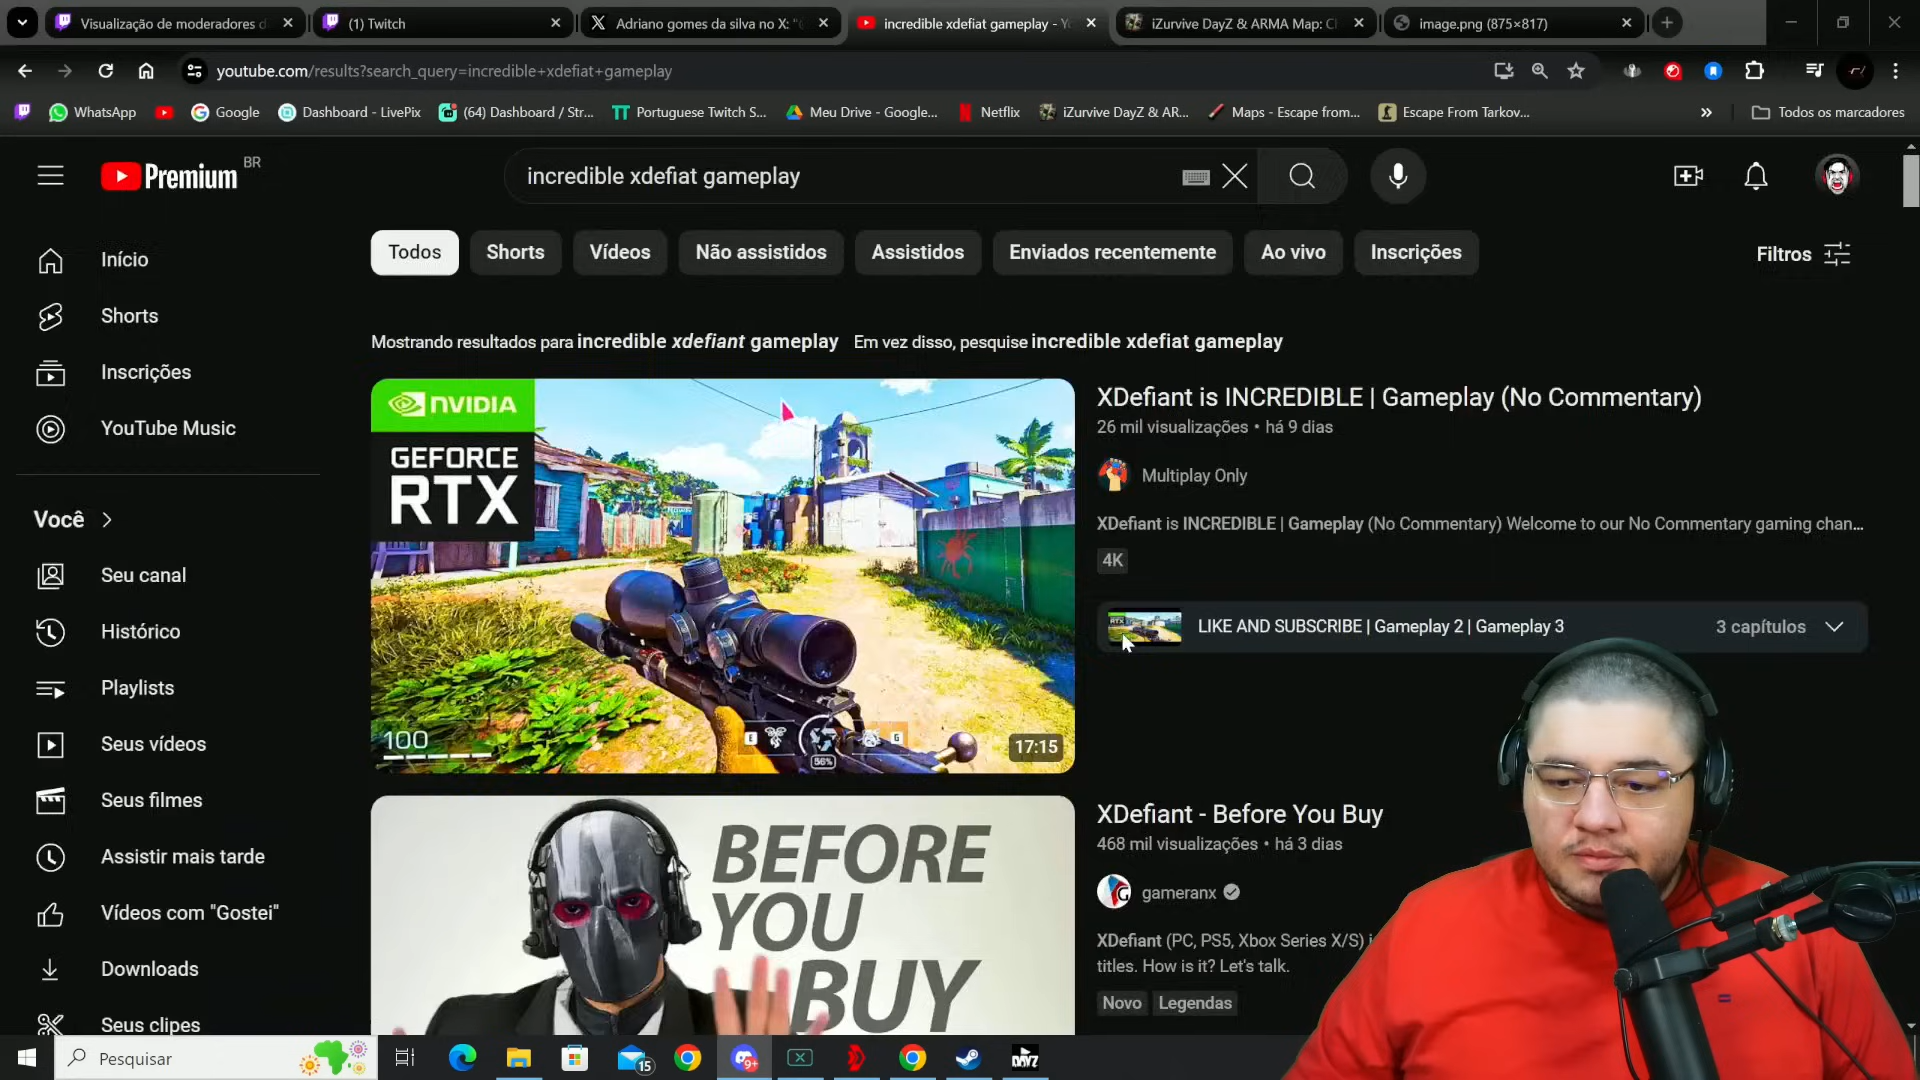 Visualização de moderadores d
(1) Twitch
Adriano gomes da silva no X: "
incredible xdefiat gameplay - Y
iZurvive DayZ & ARMA Map: C
image.png (875×817)
youtube.com/results?search_query=incredible+xdefiat+gameplay
WhatsApp
Google
Dashboard - LivePix
(64) Dashboard / Str...
Portuguese Twitch S...
Meu Drive - Google...
Netflix
iZurvive DayZ & AR...
Maps - Escape from...
Escape From Tarkov...
Todos os marcadores
Premium BR
incredible xdefiat gameplay
Todos
Shorts
Vídeos
Não assistidos
Assistidos
Enviados recentemente
Ao vivo
Inscrições
Filtros
Início
Shorts
Inscrições
YouTube Music
Você
Seu canal
Histórico
Playlists
Seus vídeos
Seus filmes
Assistir mais tarde
Vídeos com "Gostei"
Downloads
Seus clipes
Mostrando resultados para incredible xdefiant gameplay Em vez disso, pesquise incredible xdefiat gameplay
NVIDIA
GEFORCE
RTX
100
E
G
56%
17:15
XDefiant is INCREDIBLE | Gameplay (No Commentary)
26 mil visualizações • há 9 dias
Multiplay Only
XDefiant is INCREDIBLE | Gameplay (No Commentary) Welcome to our No Commentary gaming chan...
4K
LIKE AND SUBSCRIBE | Gameplay 2 | Gameplay 3
3 capítulos
BEFORE
YOU
BUY
XDefiant - Before You Buy
468 mil visualizações • há 3 dias
gameranx
XDefiant (PC, PS5, Xbox Series X/S) i
titles. How is it? Let's talk.
Novo
Legendas
Pesquisar
15
9+
DAYZ